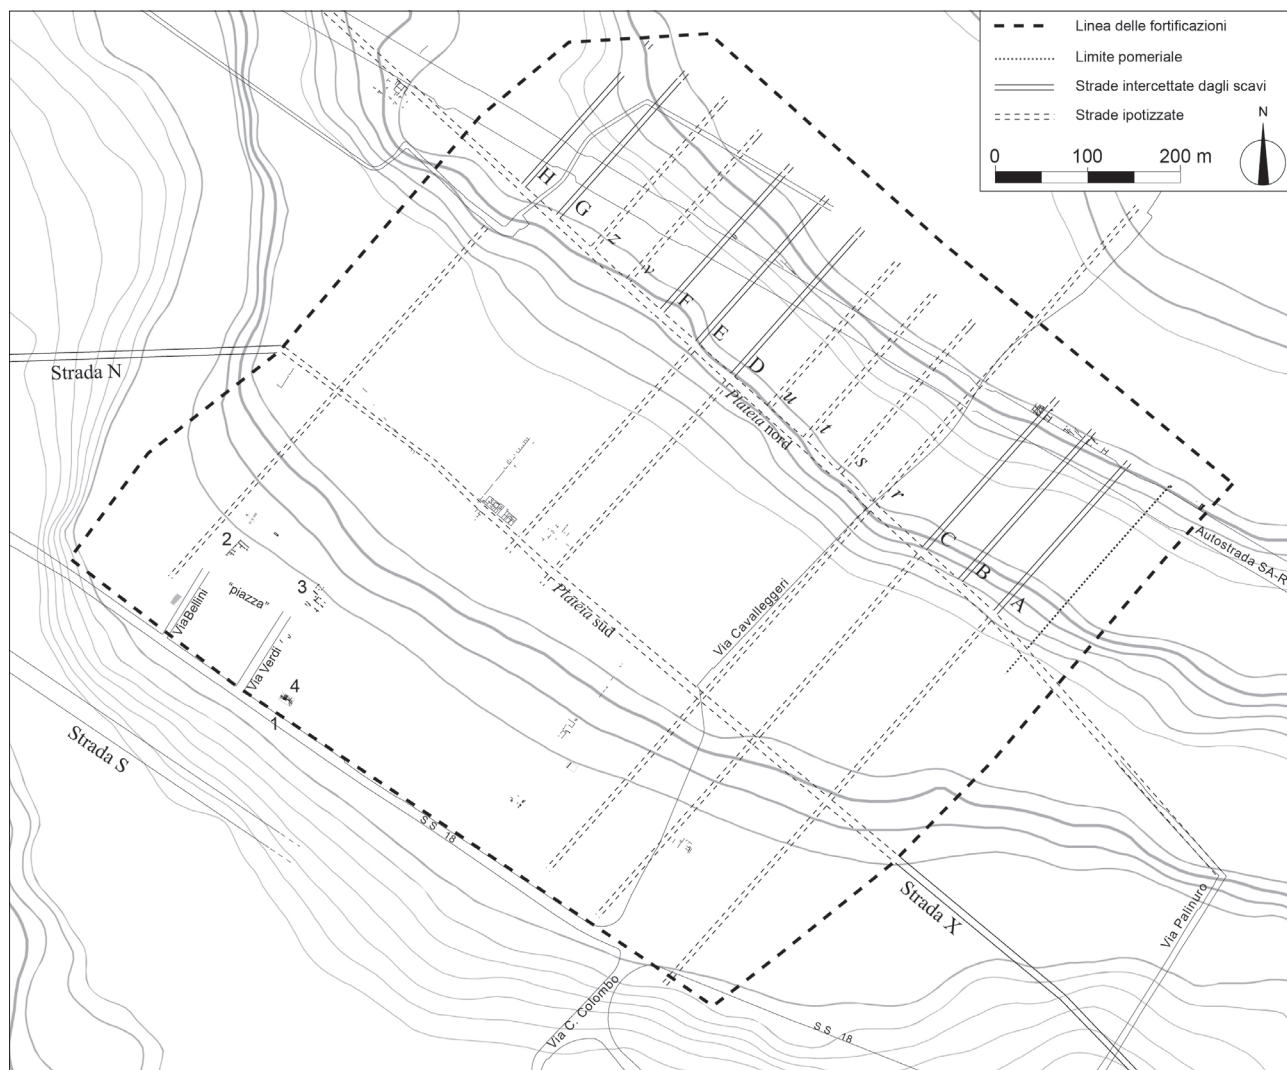 Linea delle fortificazioni
Limite pomeriale
Strade intercettate dagli scavi
Strade ipotizzate
N
0 100 200 m
H
G
z
v
F
E
D
u
t
s
r
C
B
A
Strada N
Plateia nord
Autostrada SA-R
2
3
"piazza"
Via Bellini
Plateia sud
Via Cavalleggeri
Via Verdi
4
1
Strada S
S S 18
Strada X
Via Palinuro
Via C. Colombo
S S 18